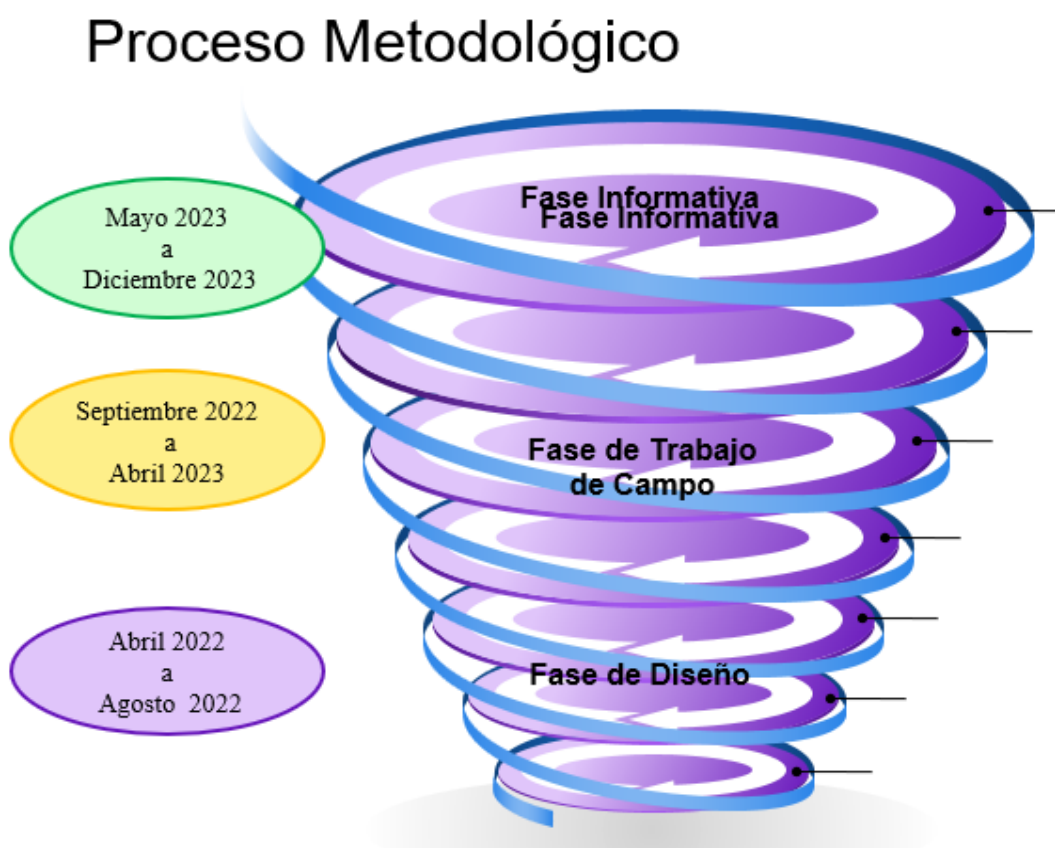 Proceso Metodológico
Fase Informativa
Fase Informativa
Mayo 2023
a
Diciembre 2023
Septiembre 2022
a
Abril 2023
Fase de Trabajo
de Campo
Abril 2022
a
Agosto 2022
Fase de Diseño